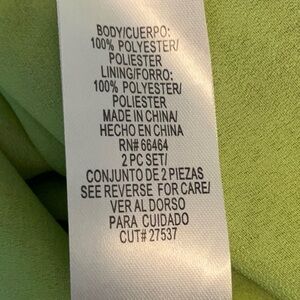 BODY/CUERPO:
100% POLYESTER/
POLIESTER
LINING/FORRO:
100% POLYESTER/
POLIESTER
MADE IN CHINA/
HECHO EN CHINA
RN# 66464
2 PC SET/
CONJUNTO DE 2 PIEZAS
SEE REVERSE FOR CARE/
VER AL DORSO
PARA CUIDADO
CUT# 27537